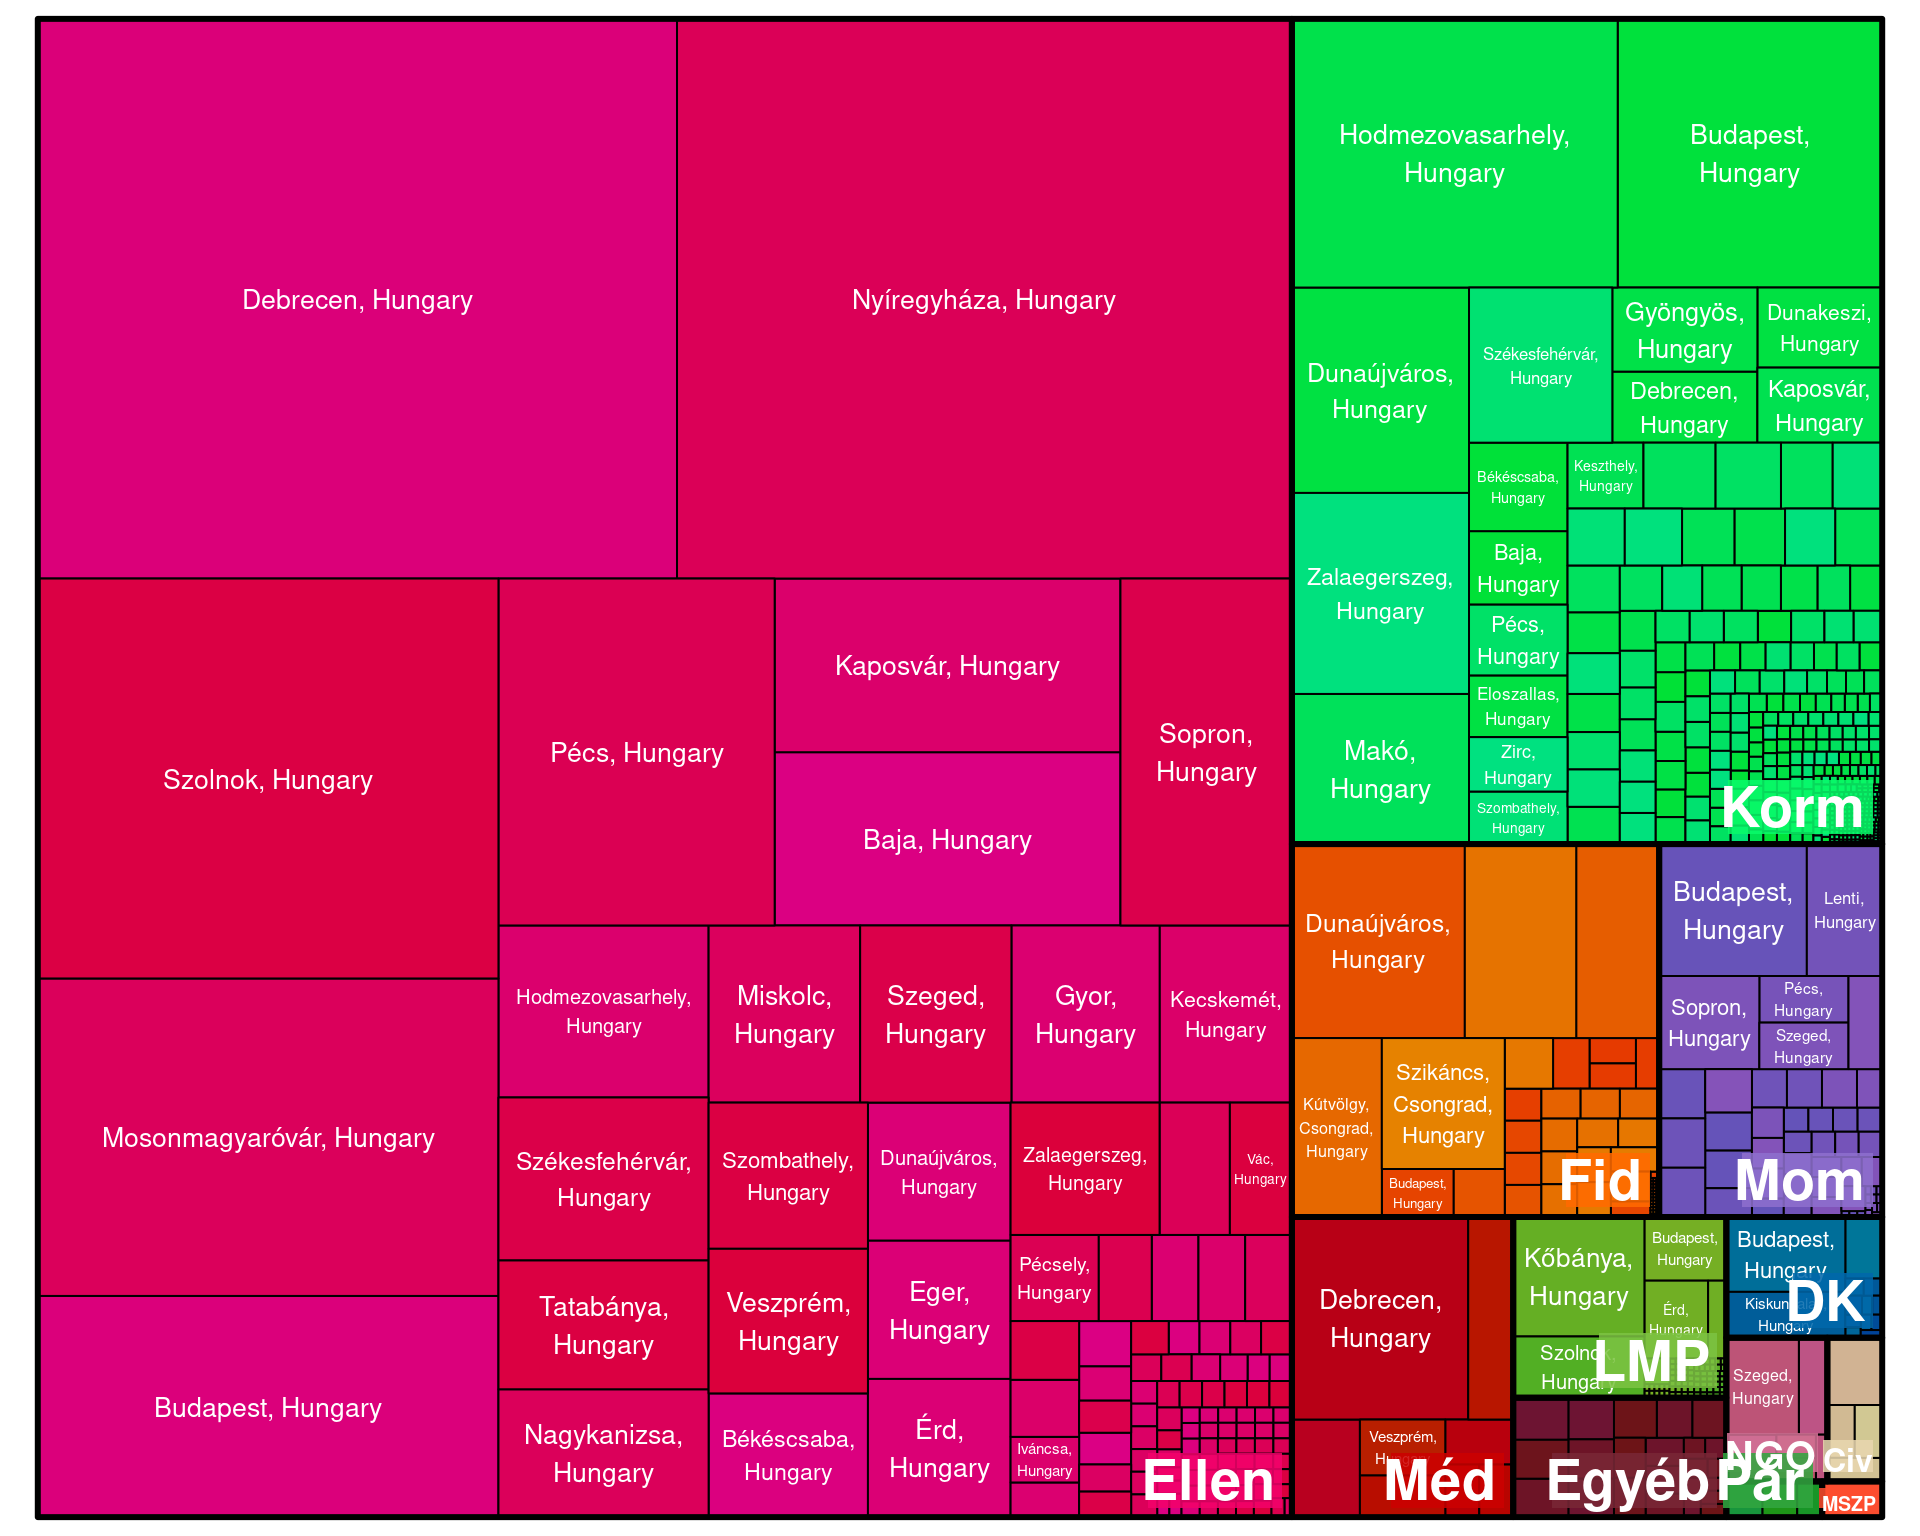 Debrecen, Hungary
Nyíregyháza, Hungary
Szolnok, Hungary
Mosonmagyaróvár, Hungary
Budapest, Hungary
Pécs, Hungary
Kaposvár, Hungary
Baja, Hungary
Sopron,
Hungary
Hodmezovasarhely,
Hungary
Miskolc,
Hungary
Szeged,
Hungary
Gyor,
Hungary
Kecskemét,
Hungary
Székesfehérvár,
Hungary
Tatabánya,
Hungary
Nagykanizsa,
Hungary
Szombathely,
Hungary
Veszprém,
Hungary
Békéscsaba,
Hungary
Dunaújváros,
Hungary
Eger,
Hungary
Érd,
Hungary
Zalaegerszeg,
Hungary
Vác,
Hungary
Pécsely,
Hungary
Iváncsa,
Hungary
Ellen
Hodmezovasarhely,
Hungary
Budapest,
Hungary
Dunaújváros,
Hungary
Zalaegerszeg,
Hungary
Makó,
Hungary
Székesfehérvár,
Hungary
Gyöngyös,
Hungary
Dunakeszi,
Hungary
Debrecen,
Hungary
Kaposvár,
Hungary
Békéscsaba,
Hungary
Keszthely,
Hungary
Baja,
Hungary
Pécs,
Hungary
Eloszallas,
Hungary
Zirc,
Hungary
Szombathely,
Hungary
Korm
Dunaújváros,
Hungary
Kútvölgy,
Csongrad,
Hungary
Szikáncs,
Csongrad,
Hungary
Budapest,
Hungary
Fid
Budapest,
Hungary
Lenti,
Hungary
Sopron,
Hungary
Pécs,
Hungary
Szeged,
Hungary
Mom
Debrecen,
Hungary
Veszprém,
Méd
Kőbánya,
Hungary
Budapest,
Hungary
Érd,
Hungary
Szolnok,
Hungary
LMP
Budapest,
Hungary
Hungary
DK
Szeged,
Hungary
NGO
Civ
Egyéb
Pár
MSZP